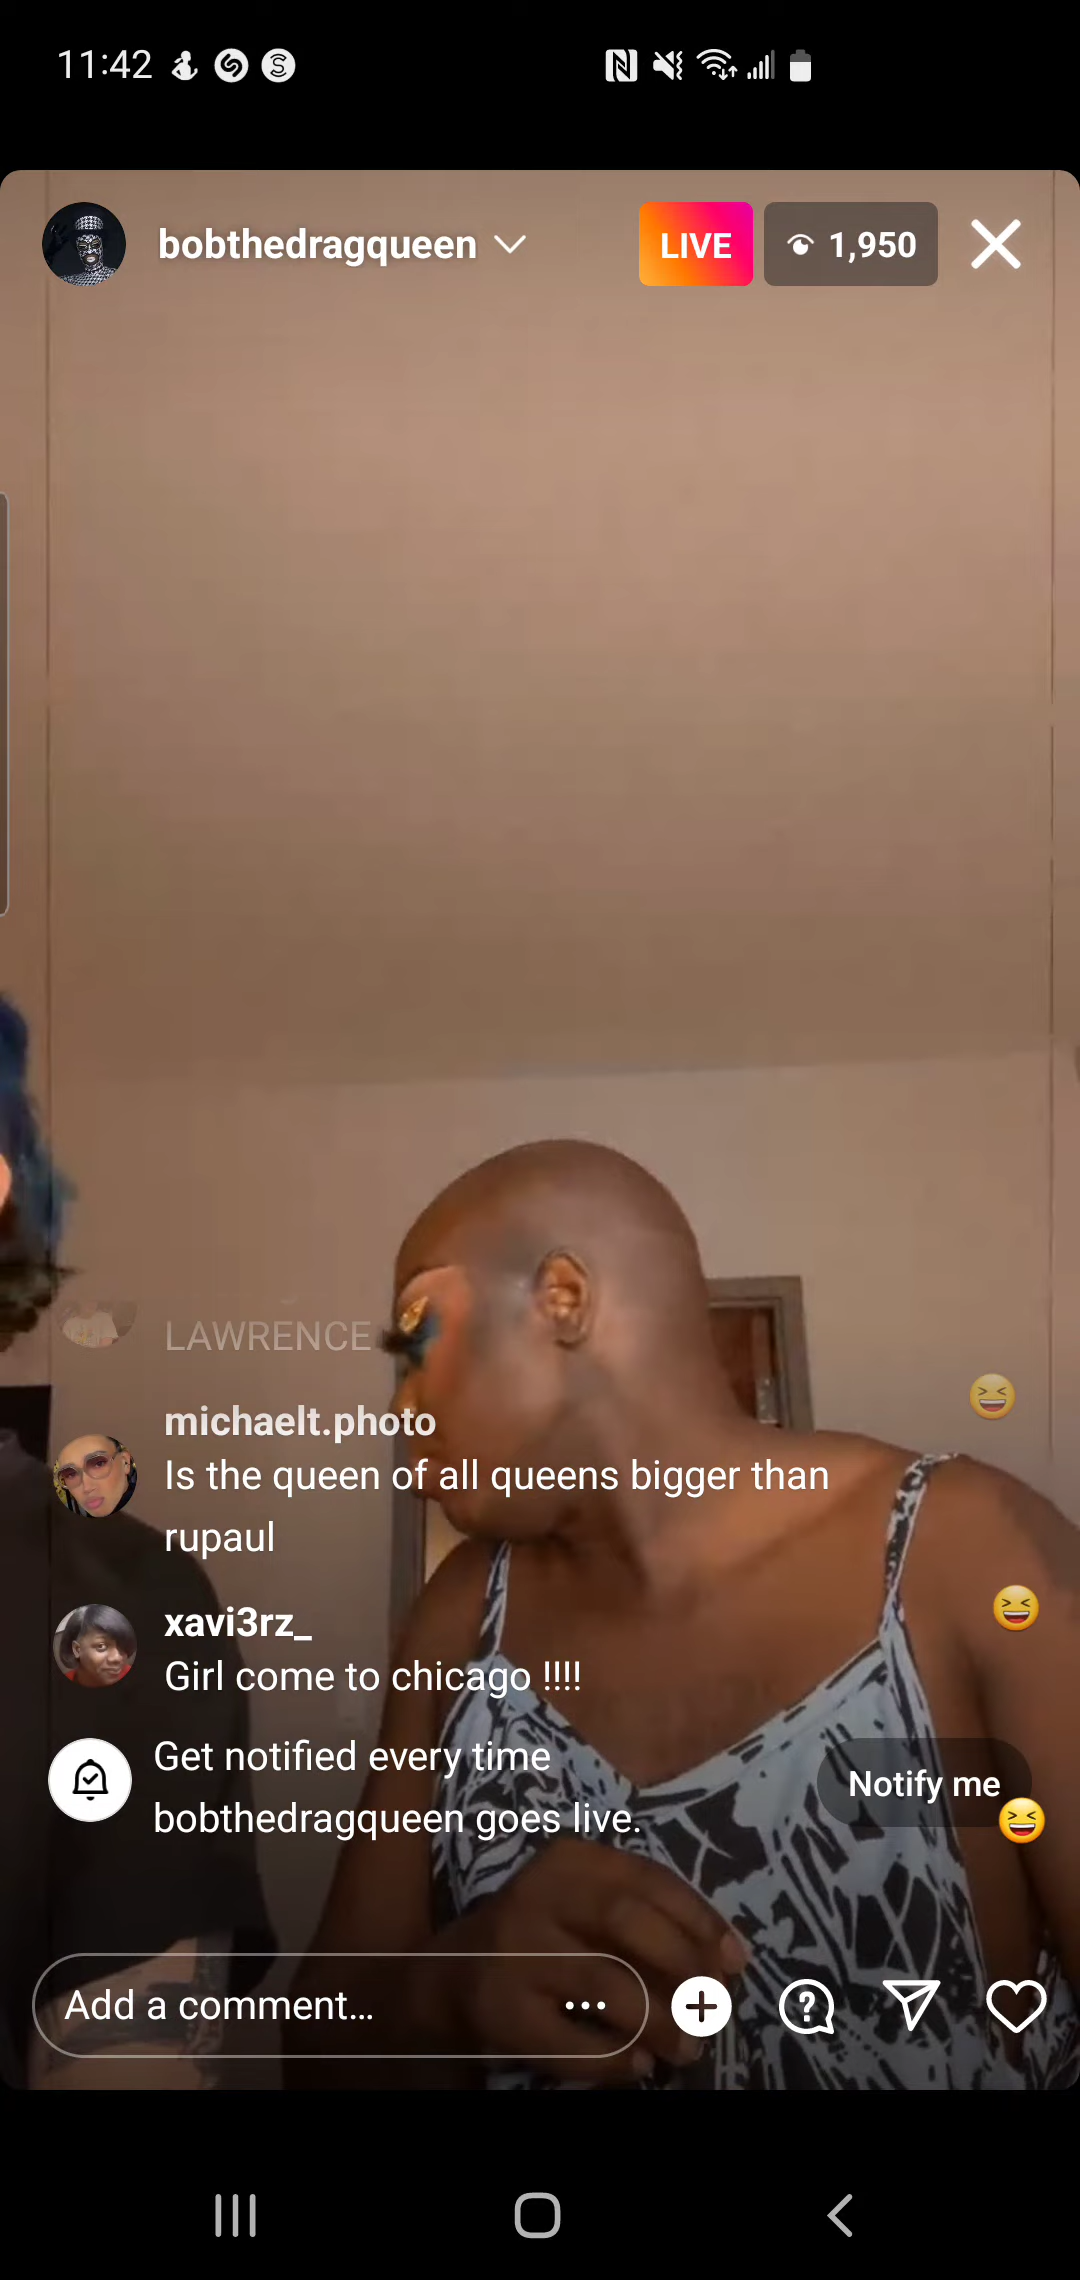 11:42
bobthedragqueen
LIVE
1,950
LAWRENCE
michaelt.photo
Is the queen of all queens bigger than
rupaul
xavi3rz_
Girl come to chicago !!!!
Get notified every time
bobthedragqueen goes live.
Notify me
Add a comment...